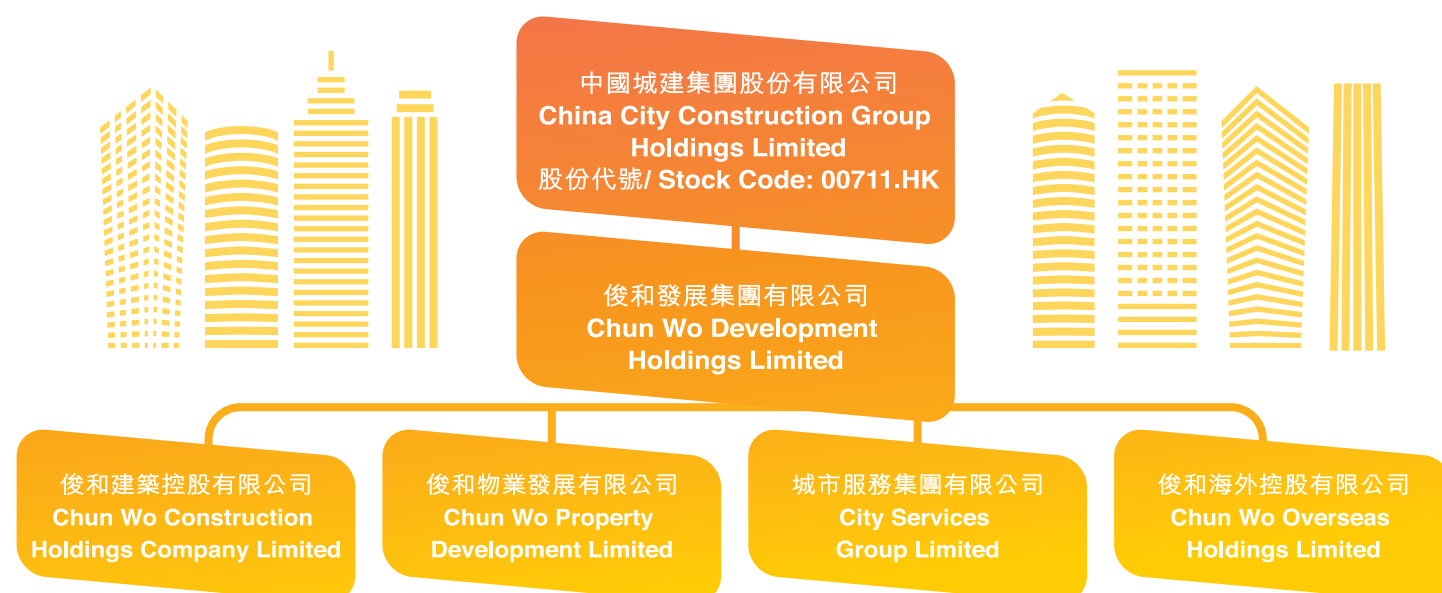 中國城建集團股份有限公司
China City Construction Group
Holdings Limited
股份代號/ Stock Code: 00711.HK
俊和發展集團有限公司
Chun Wo Development
Holdings Limited
俊和建築控股有限公司
Chun Wo Construction
Holdings Company Limited
俊和物業發展有限公司
Chun Wo Property
Development Limited
城市服務集團有限公司
City Services
Group Limited
俊和海外控股有限公司
Chun Wo Overseas
Holdings Limited